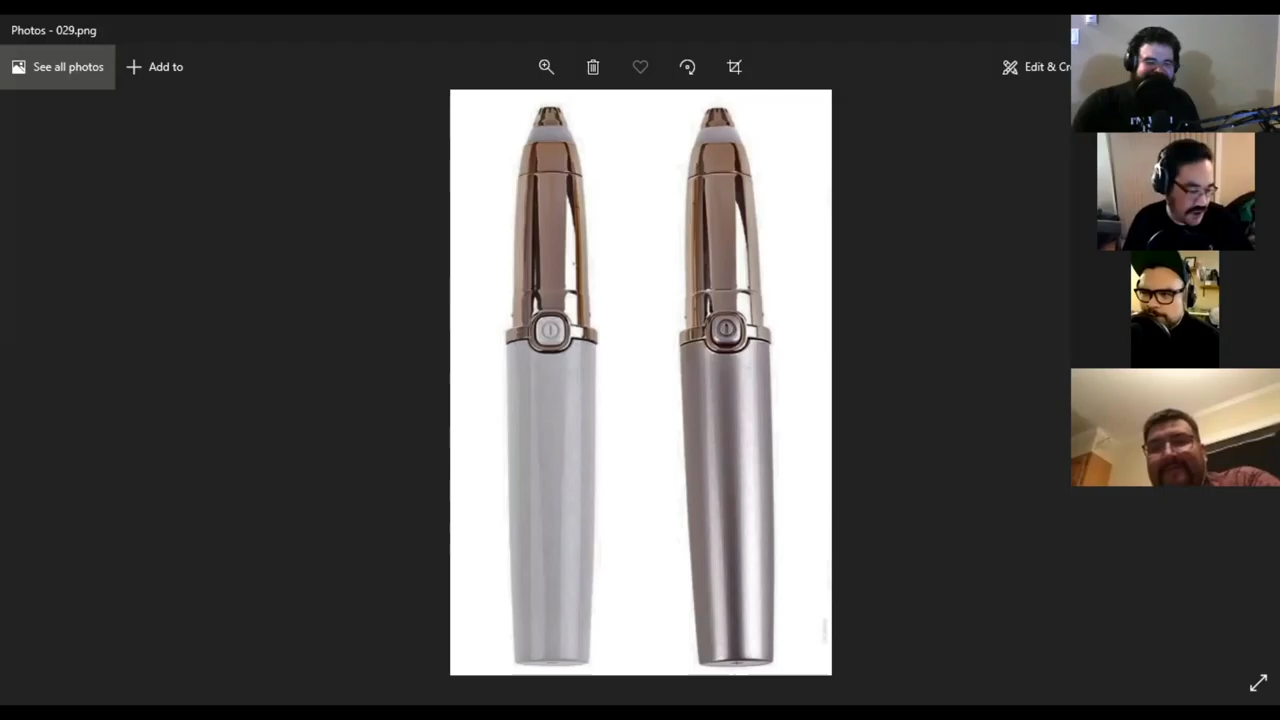 Photos - 029.png
See all photos
Add to
Edit & Cr
I'M